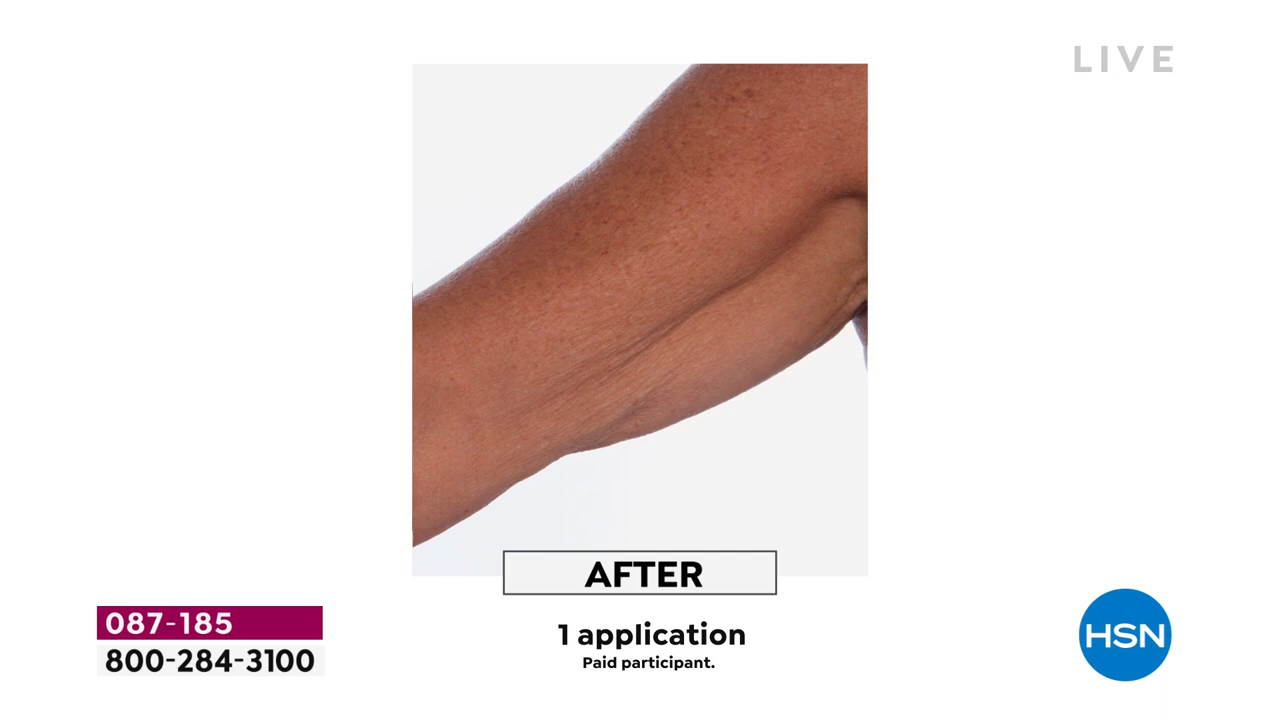 LIVE
AFTER
1 application
Paid participant.
087-185
800-284-3100
HSN